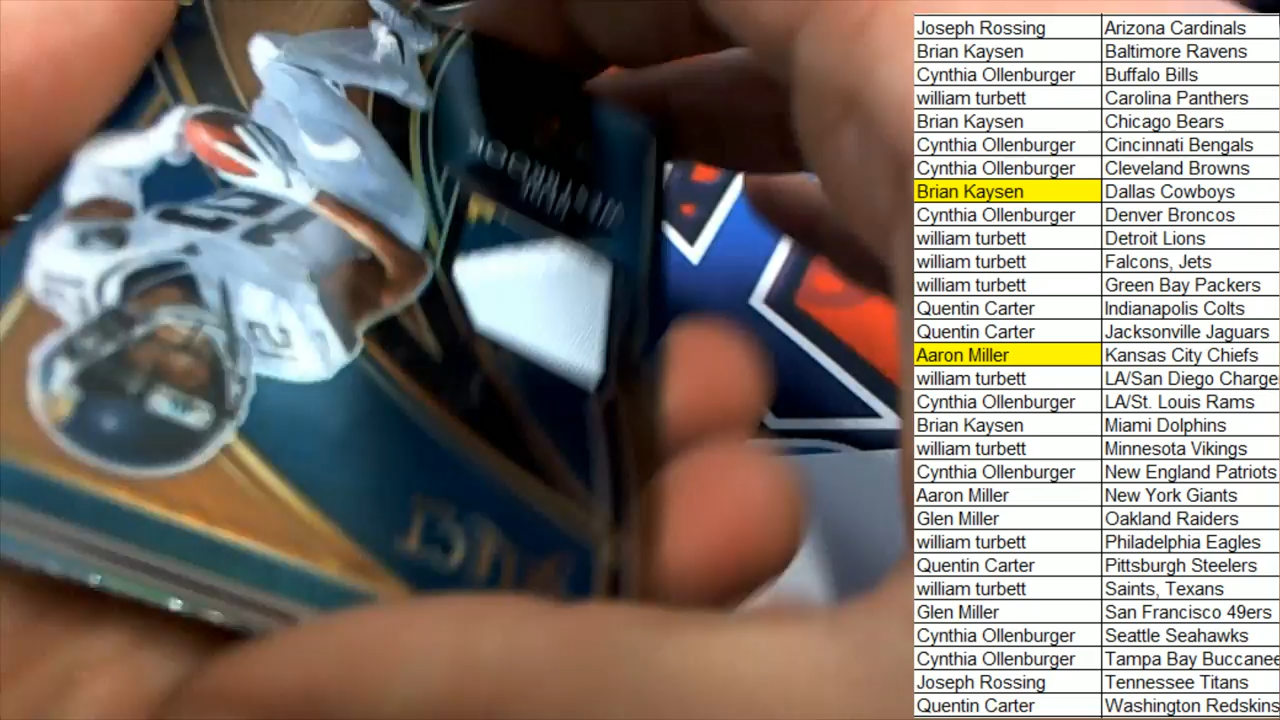 Joseph Rossing Arizona Cardinals
Brian Kaysen Baltimore Ravens
Cynthia Ollenburger Buffalo Bills
william turbett Carolina Panthers
Brian Kaysen Chicago Bears
Cynthia Ollenburger Cincinnati Bengals
Cynthia Ollenburger Cleveland Browns
Brian Kaysen Dallas Cowboys
Cynthia Ollenburger Denver Broncos
william turbett Detroit Lions
william turbett Falcons, Jets
william turbett Green Bay Packers
Quentin Carter Indianapolis Colts
Quentin Carter Jacksonville Jaguars
Aaron Miller Kansas City Chiefs
william turbett LA/San Diego Charge
Cynthia Ollenburger LA/St. Louis Rams
Brian Kaysen Miami Dolphins
william turbett Minnesota Vikings
Cynthia Ollenburger New England Patriots
Aaron Miller New York Giants
Glen Miller Oakland Raiders
william turbett Philadelphia Eagles
Quentin Carter Pittsburgh Steelers
william turbett Saints, Texans
Glen Miller San Francisco 49ers
Cynthia Ollenburger Seattle Seahawks
Cynthia Ollenburger Tampa Bay Buccanee
Joseph Rossing Tennessee Titans
Quentin Carter Washington Redskins